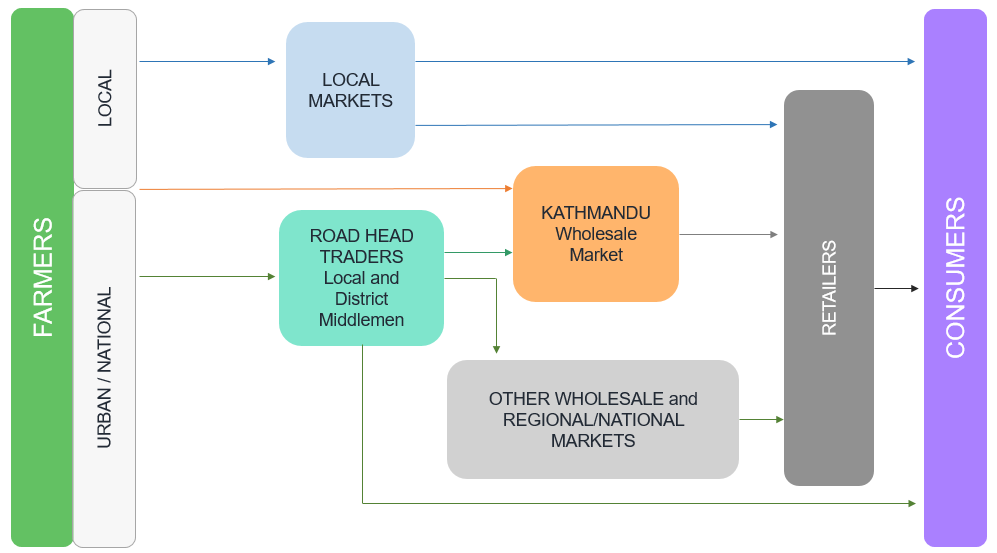 FARMERS
LOCAL
URBAN / NATIONAL
LOCAL
MARKETS
ROAD HEAD
TRADERS
Local and
District
Middlemen
KATHMANDU
Wholesale
Market
OTHER WHOLESALE and
REGIONAL/NATIONAL
MARKETS
RETAILERS
CONSUMERS